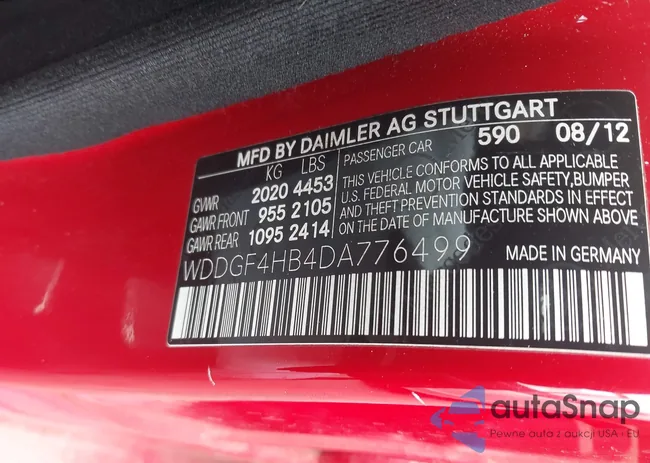 MFD BY DAIMLER AG STUTTGART
590 08/12
KG LBS
GVWR 2020 4453
GAWR FRONT 955 2105
GAWR REAR 1095 2414
PASSENGER CAR
THIS VEHICLE CONFORMS TO ALL APPLICABLE
U.S. FEDERAL MOTOR VEHICLE SAFETY,BUMPER
AND THEFT PREVENTION STANDARDS IN EFFECT
ON THE DATE OF MANUFACTURE SHOWN ABOVE
WDDGF4HB4DA776499
MADE IN GERMANY
autaSnap
Pewne auta z aukcji USA i EU